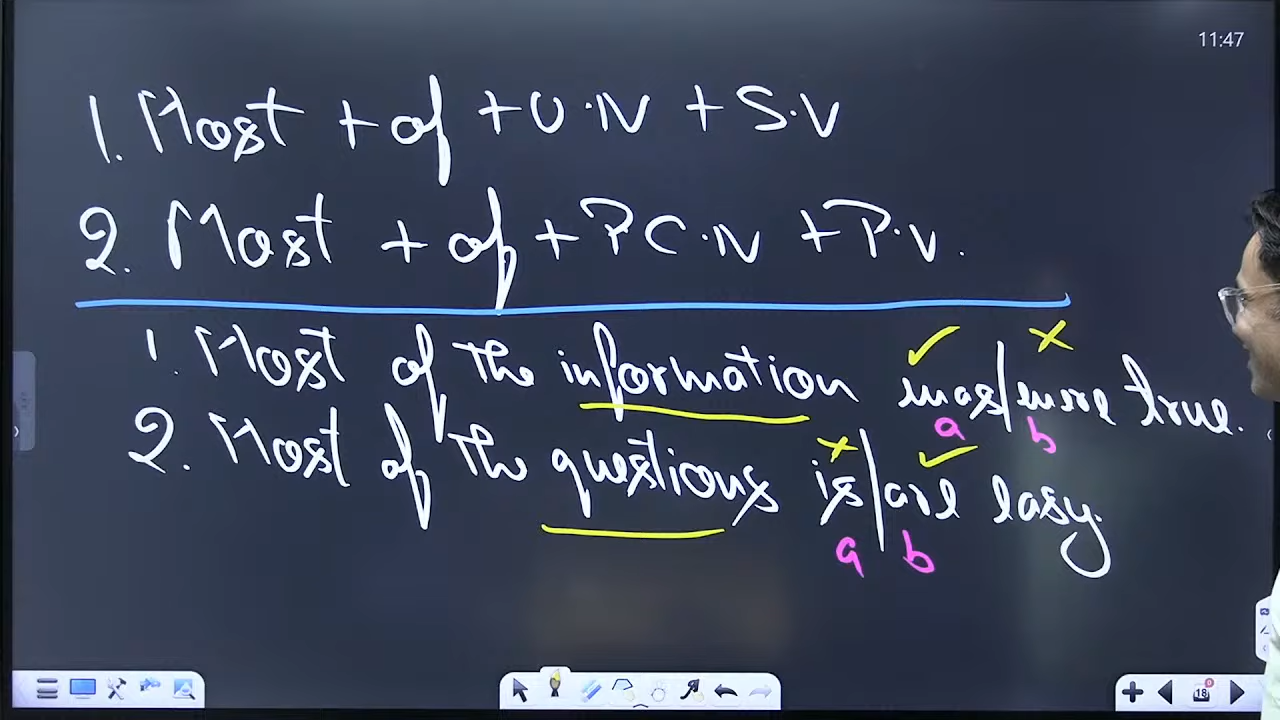 11:47
1. Most + of + U.N + S.V
2. Most + of + P.C.N + P.V.
1. Most of the information was/were true.
a b
2. Most of the questions is/are easy.
a b
18